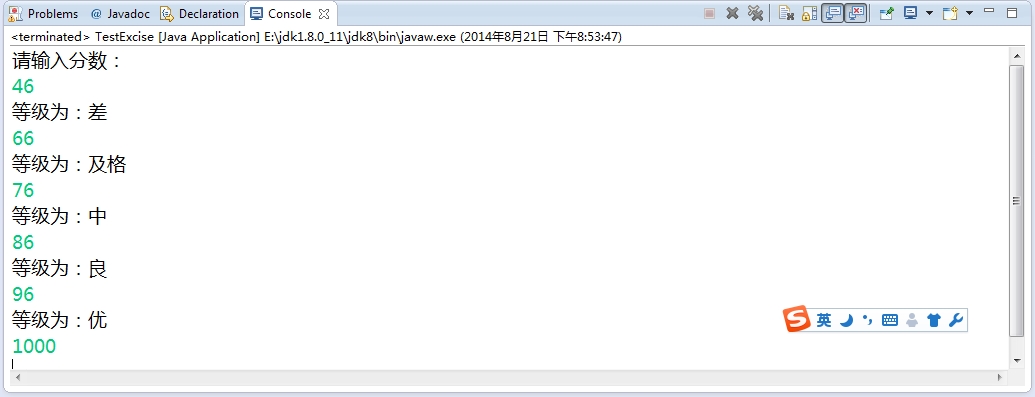 Problems @ Javadoc Declaration Console
<terminated> TestExcise [Java Application] E:\jdk1.8.0_11\jdk8\bin\javaw.exe (2014年8月21日 下午8:53:47)
请输入分数：
46
等级为：差
66
等级为：及格
76
等级为：中
86
等级为：良
96
等级为：优
1000
S英